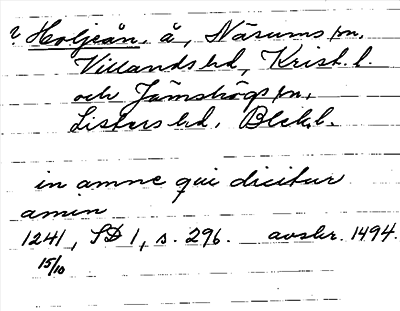 ? Holjeån, å, Näsums sn,
Villands hd, Krist. l.
och Jämshögs sn,
Listers hd, Blek. l.
in amne qui dicitur
amin
1241, SD 1, s. 296. avskr. 1494.
15/10